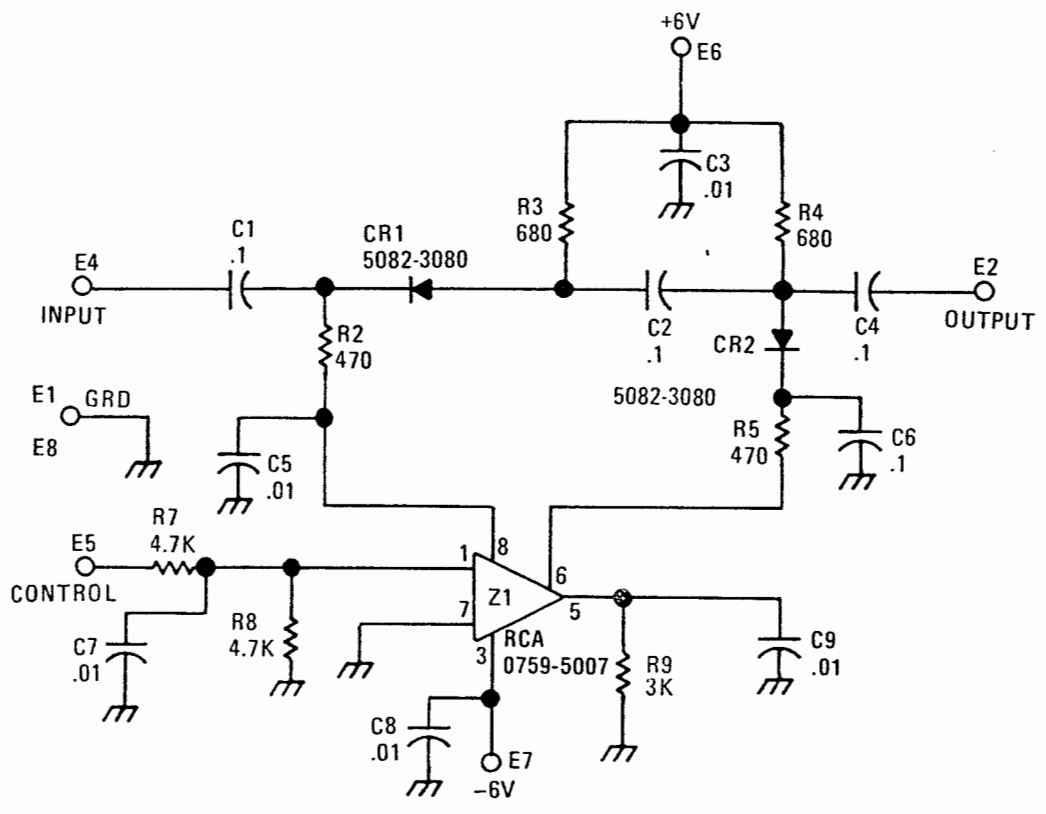 +6V
E6
C3
.01
R3
680
R4
680
C1
.1
CR1
5082-3080
E4
INPUT
E2
OUTPUT
C2
.1
C4
.1
R2
470
CR2
5082-3080
E1
GRD
E8
R5
470
C6
.1
C5
.01
R7
4.7K
E5
CONTROL
1
8
6
Z1
5
7
3
RCA
0759-5007
R8
4.7K
C7
.01
R9
3K
C9
.01
C8
.01
E7
−6V